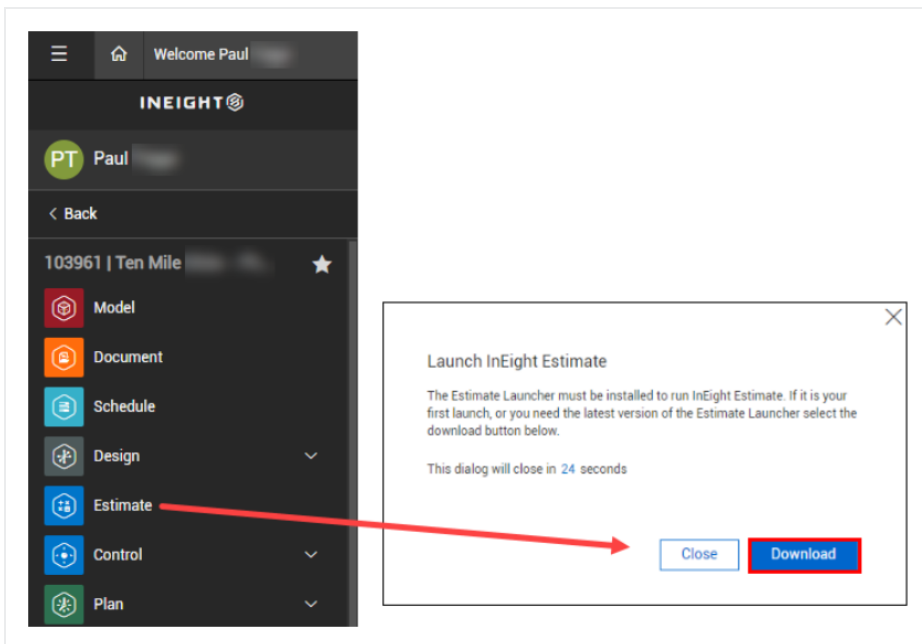 Welcome Paul
INEIGHT
PT Paul
< Back
103961 | Ten Mile
Model
Document
Schedule
Design
Estimate
Control
Plan
Launch InEight Estimate
The Estimate Launcher must be installed to run InEight Estimate. If it is your
first launch, or you need the latest version of the Estimate Launcher select the
download button below.
This dialog will close in 24 seconds
Close Download